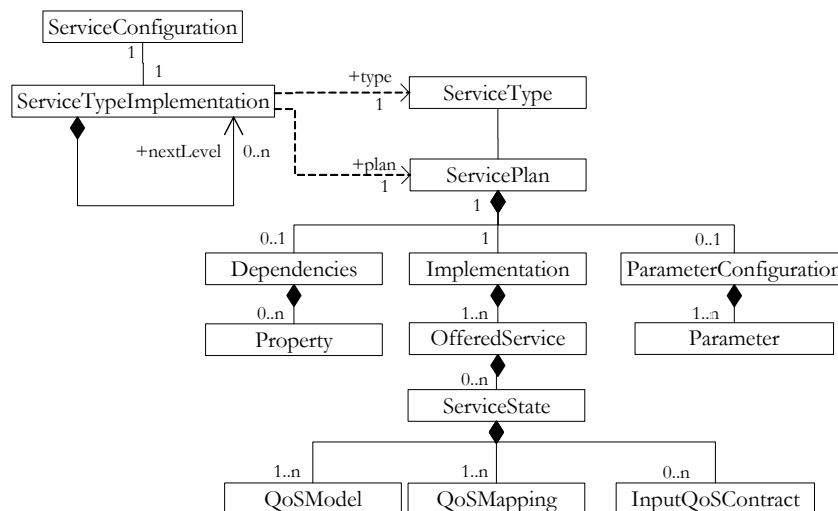 ServiceConfiguration
1
1
ServiceTypeImplementation
+type
1
ServiceType
+nextLevel
0..n
+plan
1
ServicePlan
1
0..1
1
0..1
Dependencies
Implementation
ParameterConfiguration
0..n
1..n
1..n
Property
OfferedService
Parameter
0..n
ServiceState
1..n
1..n
0..n
QoSModel
QoSMapping
InputQoSContract